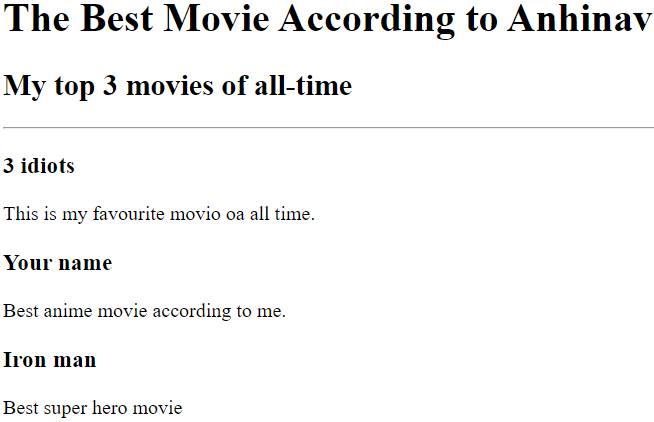 The Best Movie According to Anhinav
My top 3 movies of all-time
3 idiots
This is my favourite movio oa all time.
Your name
Best anime movie according to me.
Iron man
Best super hero movie